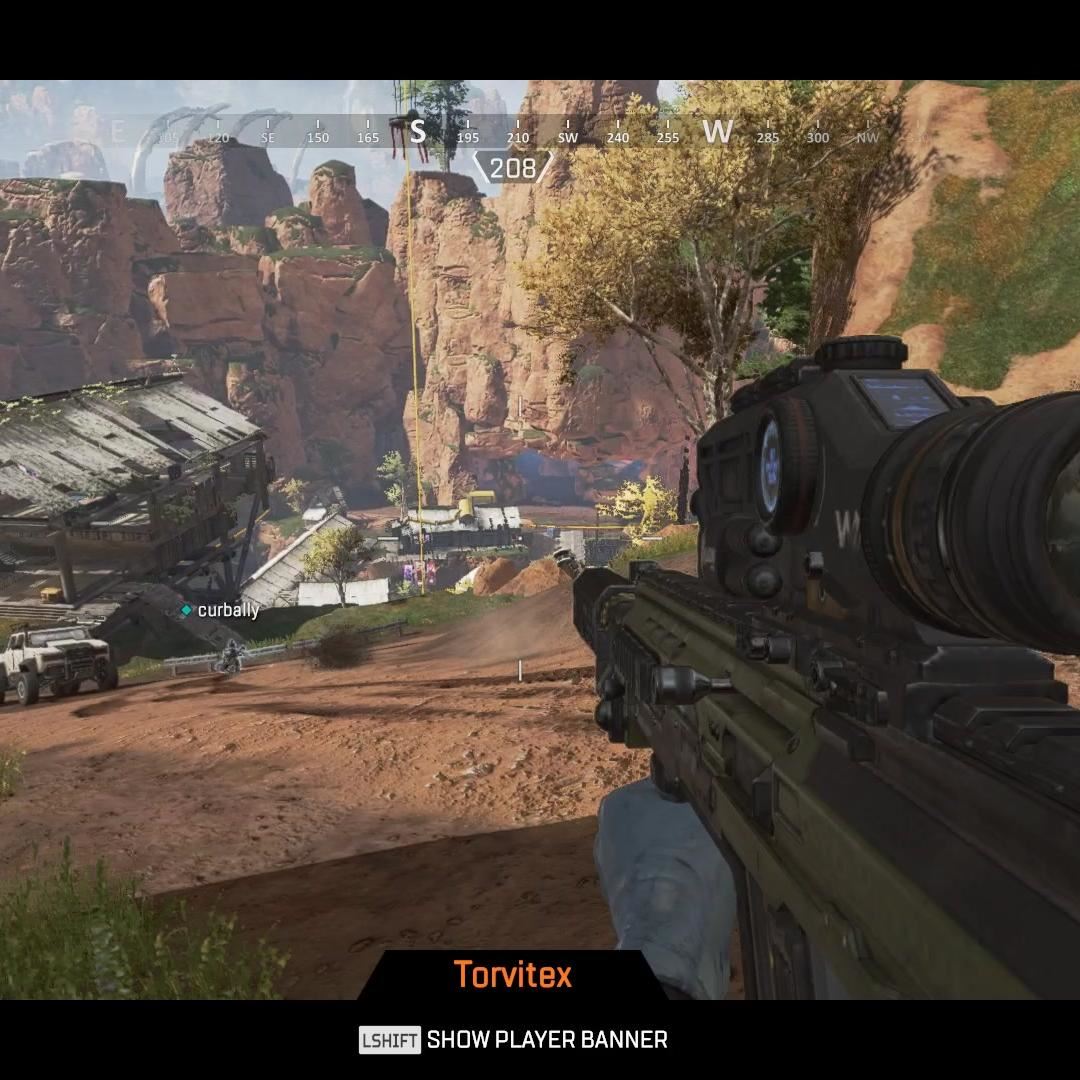 E 105 120 SE 150 165 S 195 210 SW 240 255 W 285 300 NW
208
curbally
W
Torvitex
LSHIFT SHOW PLAYER BANNER